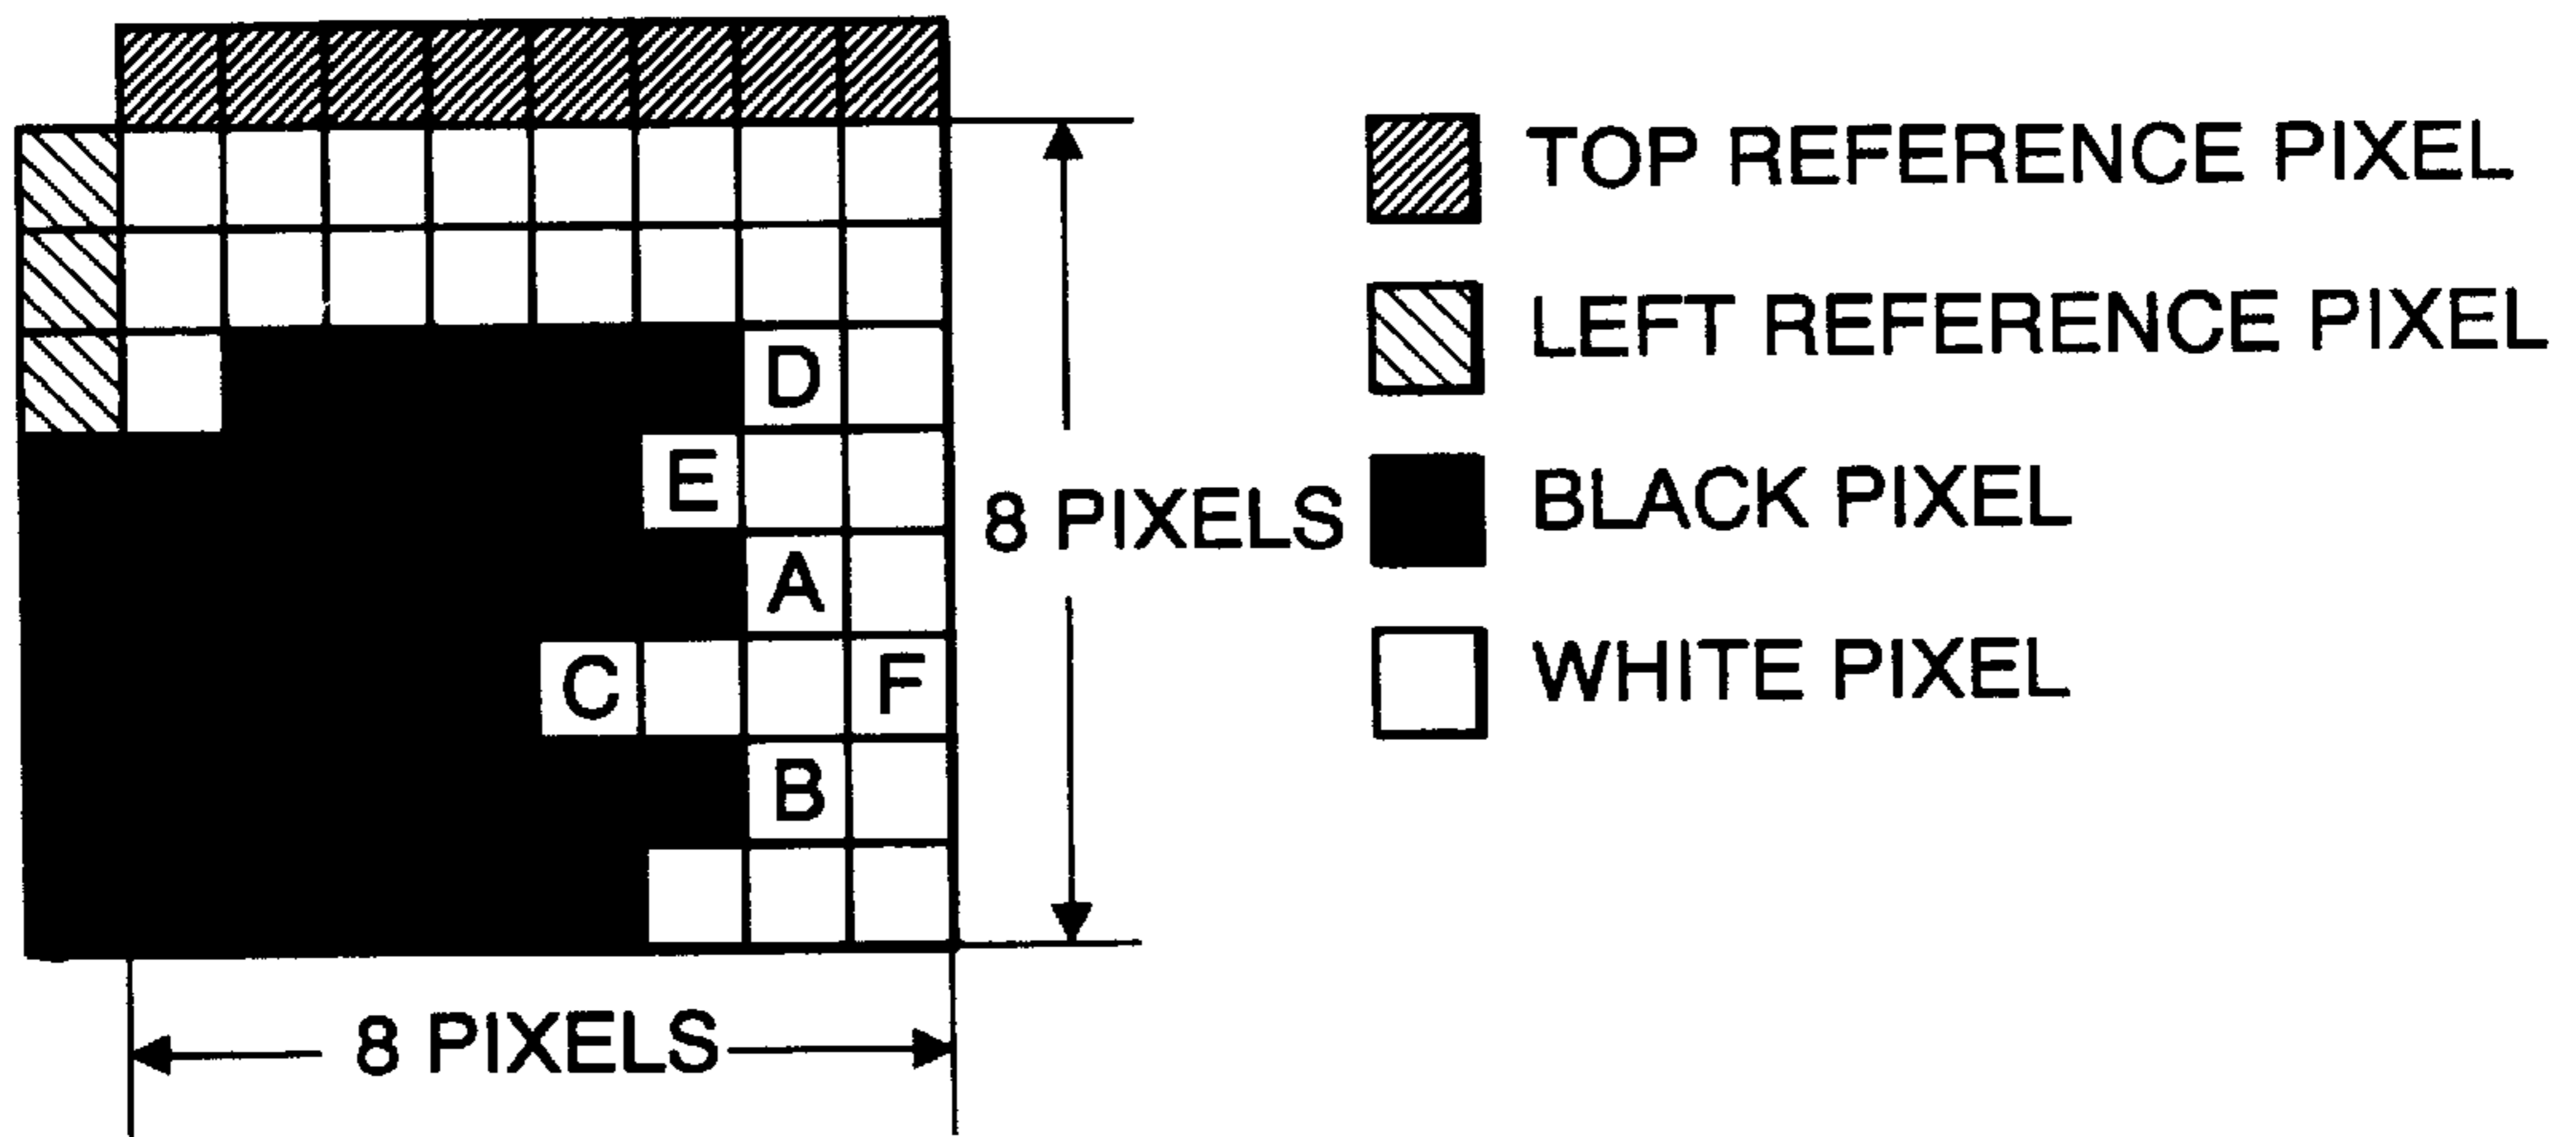 TOP REFERENCE PIXEL
LEFT REFERENCE PIXEL
BLACK PIXEL
WHITE PIXEL
D
E
A
C
F
B
8 PIXELS
8 PIXELS